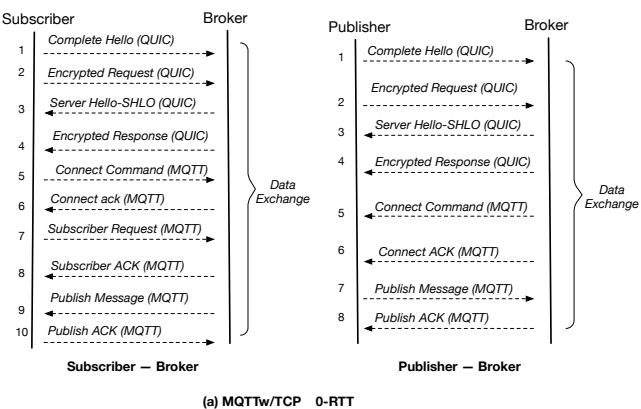 Subscriber
Broker
1 Complete Hello (QUIC)
2 Encrypted Request (QUIC)
3 Server Hello-SHLO (QUIC)
4 Encrypted Response (QUIC)
5 Connect Command (MQTT)
6 Connect ack (MQTT)
7 Subscriber Request (MQTT)
8 Subscriber ACK (MQTT)
9 Publish Message (MQTT)
10 Publish ACK (MQTT)
Data
Exchange
Subscriber — Broker
Publisher
Broker
1 Complete Hello (QUIC)
2 Encrypted Request (QUIC)
3 Server Hello-SHLO (QUIC)
4 Encrypted Response (QUIC)
5 Connect Command (MQTT)
6 Connect ACK (MQTT)
7 Publish Message (MQTT)
8 Publish ACK (MQTT)
Data
Exchange
Publisher — Broker
(a) MQTTw/TCP 0-RTT